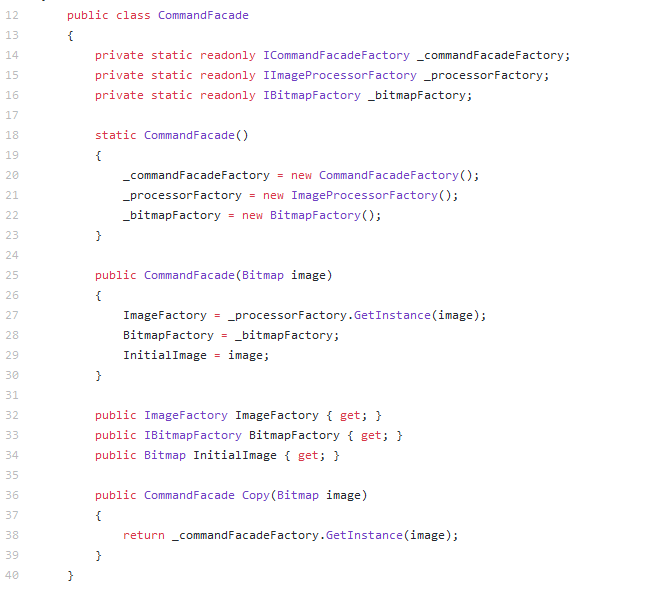 12 public class CommandFacade
13 {
14 private static readonly ICommandFacadeFactory _commandFacadeFactory;
15 private static readonly IImageProcessorFactory _processorFactory;
16 private static readonly IBitmapFactory _bitmapFactory;
17
18 static CommandFacade()
19 {
20 _commandFacadeFactory = new CommandFacadeFactory();
21 _processorFactory = new ImageProcessorFactory();
22 _bitmapFactory = new BitmapFactory();
23 }
24
25 public CommandFacade(Bitmap image)
26 {
27 ImageFactory = _processorFactory.GetInstance(image);
28 BitmapFactory = _bitmapFactory;
29 InitialImage = image;
30 }
31
32 public ImageFactory ImageFactory { get; }
33 public IBitmapFactory BitmapFactory { get; }
34 public Bitmap InitialImage { get; }
35
36 public CommandFacade Copy(Bitmap image)
37 {
38 return _commandFacadeFactory.GetInstance(image);
39 }
40 }